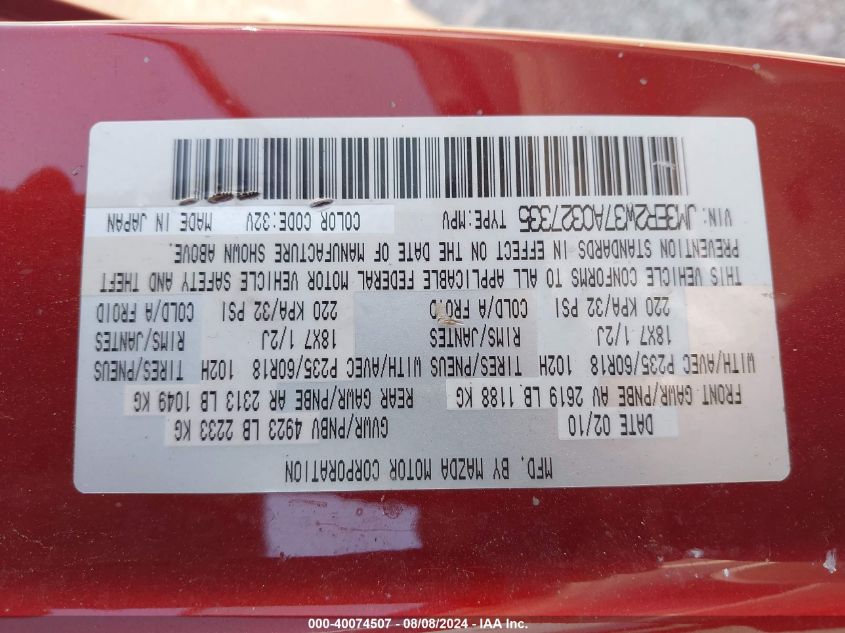 MFD. BY MAZDA MOTOR CORPORATION
DATE 02/10 GVWR/PNBV 4923 LB 2233 KG
FRONT GAWR/PNBE AV 2619 LB 1188 KG REAR GAWR/PNBE AR 2313 LB 1049 KG
WITH/AVEC P235/60R18 102H TIRES/PNEUS WITH/AVEC P235/60R18 102H TIRES/PNEUS
18X7 1/2J RIMS/JANTES 18X7 1/2J RIMS/JANTES
220 KPA/32 PSI COLD/A FROID 220 KPA/32 PSI COLD/A FROID
THIS VEHICLE CONFORMS TO ALL APPLICABLE FEDERAL MOTOR VEHICLE SAFETY AND THEFT
PREVENTION STANDARDS IN EFFECT ON THE DATE OF MANUFACTURE SHOWN ABOVE.
VIN: JM3ER2W37A0327335 TYPE:MPV COLOR CODE:32V MADE IN JAPAN
000-40074507 - 08/08/2024 - IAA Inc.